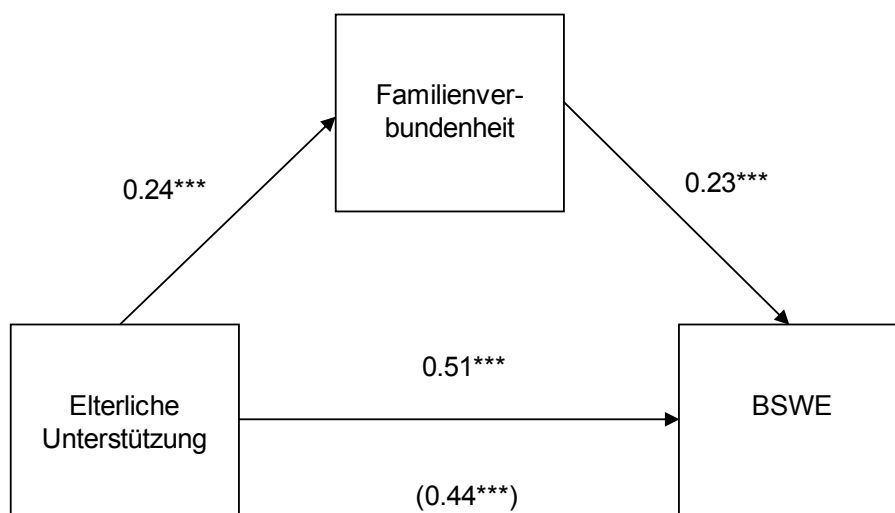 Familienver-
bundenheit
0.24***
0.23***
0.51***
Elterliche
Unterstützung
BSWE
(0.44***)